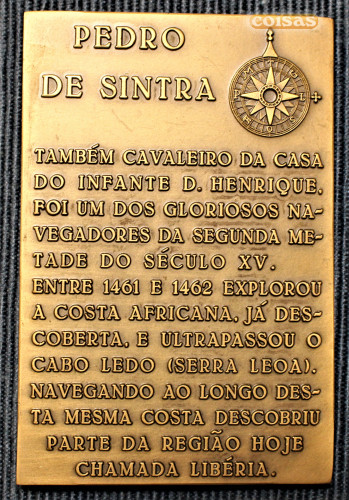 coisas
PEDRO
DE SINTRA
TAMBÉM CAVALEIRO DA CASA
DO INFANTE D. HENRIQUE,
FOI UM DOS GLORIOSOS NA-
VEGADORES DA SEGUNDA ME-
TADE DO SÉCULO XV.
ENTRE 1461 E 1462 EXPLOROU
A COSTA AFRICANA, JÁ DES-
COBERTA, E ULTRAPASSOU O
CABO LEDO (SERRA LEOA).
NAVEGANDO AO LONGO DES-
TA MESMA COSTA DESCOBRIU
PARTE DA REGIÃO HOJE
CHAMADA LIBÉRIA.